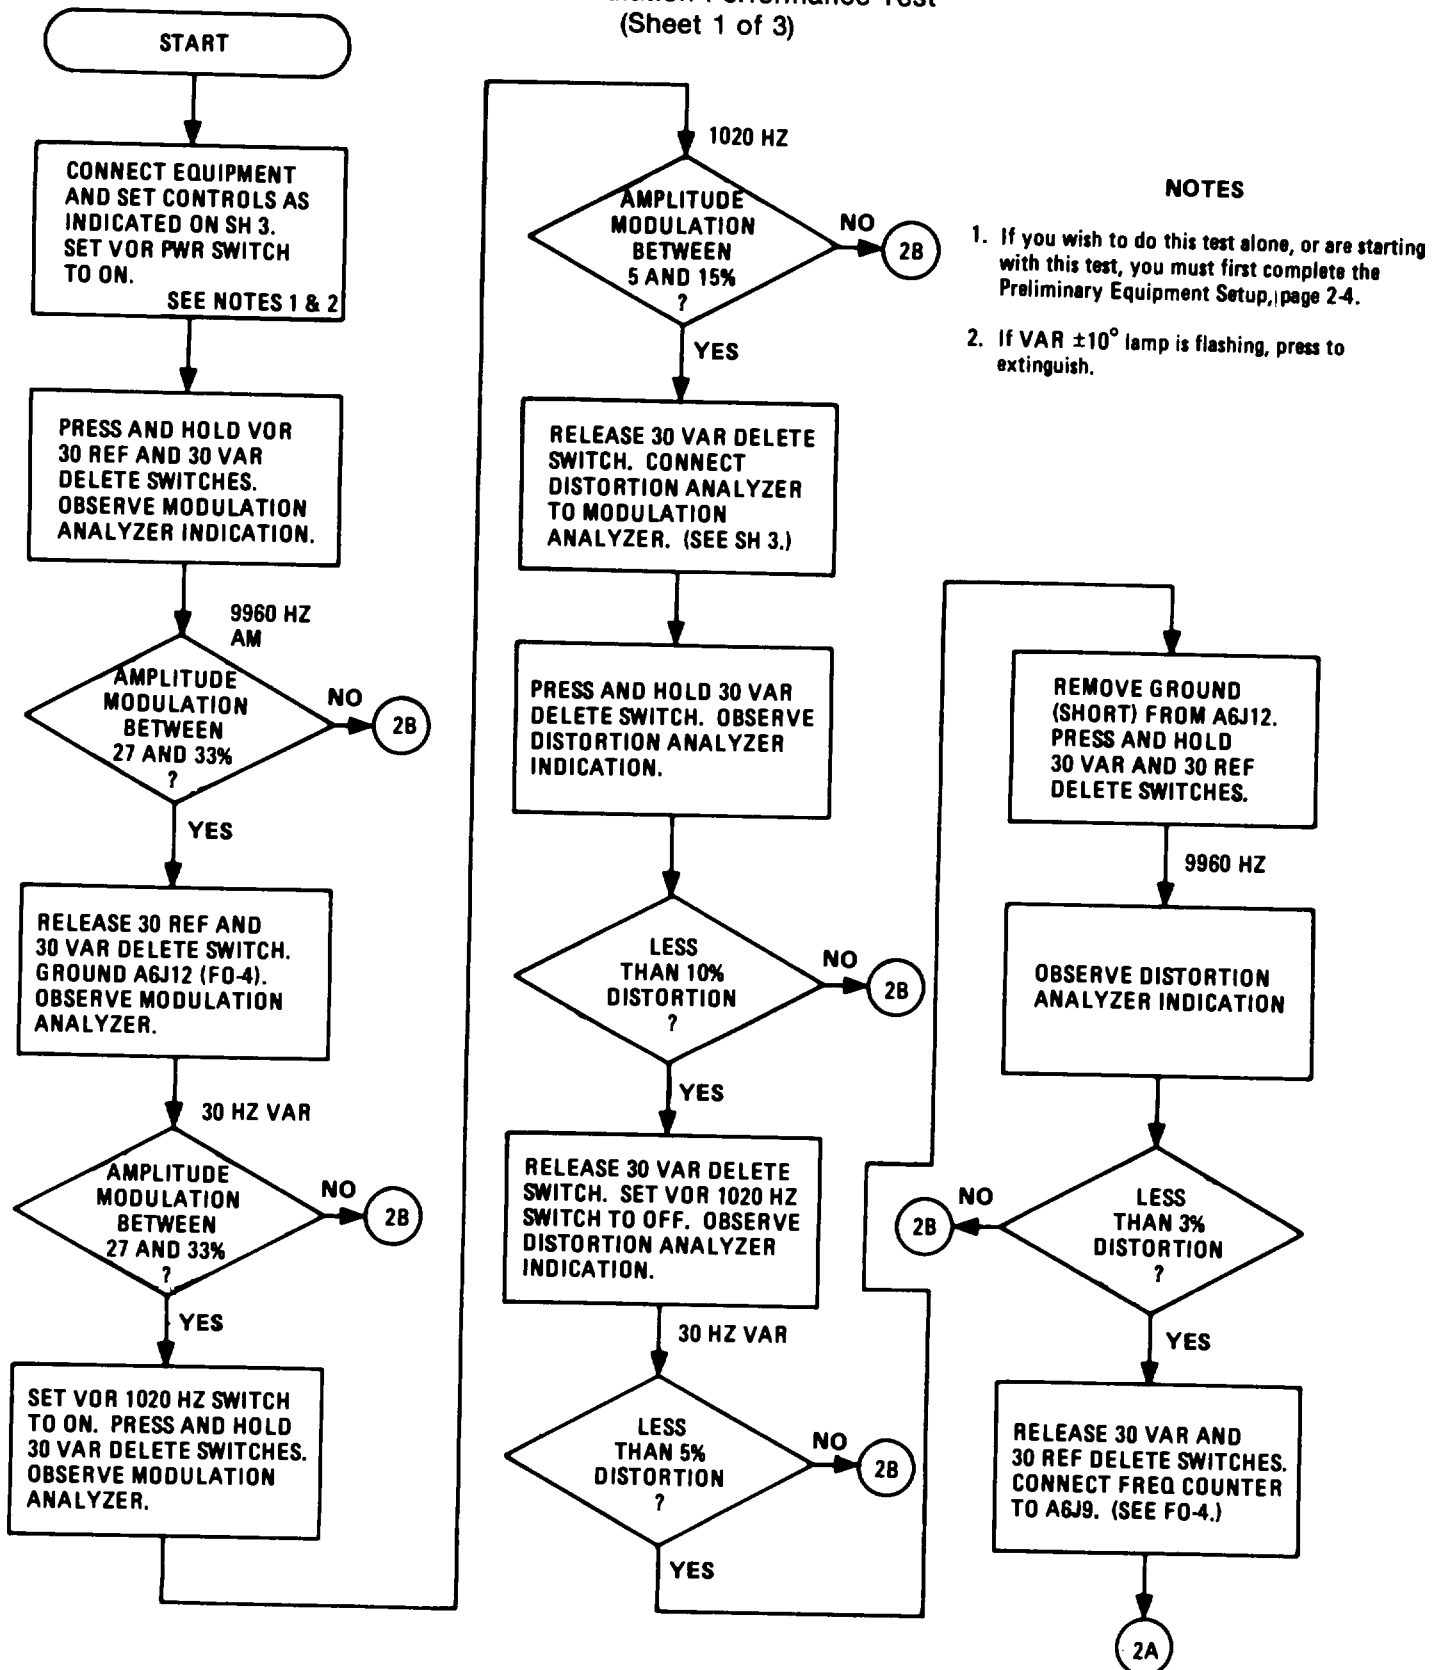 Performance Test
(Sheet 1 of 3)
START
CONNECT EQUIPMENT
AND SET CONTROLS AS
INDICATED ON SH 3.
SET VOR PWR SWITCH
TO ON.
SEE NOTES 1 & 2
PRESS AND HOLD VOR
30 REF AND 30 VAR
DELETE SWITCHES.
OBSERVE MODULATION
ANALYZER INDICATION.
9960 HZ
AM
AMPLITUDE
MODULATION
BETWEEN
27 AND 33%
?
NO
2B
YES
RELEASE 30 REF AND
30 VAR DELETE SWITCH.
GROUND A6J12 (FO-4).
OBSERVE MODULATION
ANALYZER.
30 HZ VAR
AMPLITUDE
MODULATION
BETWEEN
27 AND 33%
?
NO
2B
YES
SET VOR 1020 HZ SWITCH
TO ON. PRESS AND HOLD
30 VAR DELETE SWITCHES.
OBSERVE MODULATION
ANALYZER.
1020 HZ
AMPLITUDE
MODULATION
BETWEEN
5 AND 15%
?
NO
2B
YES
RELEASE 30 VAR DELETE
SWITCH. CONNECT
DISTORTION ANALYZER
TO MODULATION
ANALYZER. (SEE SH 3.)
PRESS AND HOLD 30 VAR
DELETE SWITCH. OBSERVE
DISTORTION ANALYZER
INDICATION.
LESS
THAN 10%
DISTORTION
?
NO
2B
YES
RELEASE 30 VAR DELETE
SWITCH. SET VOR 1020 HZ
SWITCH TO OFF. OBSERVE
DISTORTION ANALYZER
INDICATION.
30 HZ VAR
LESS
THAN 5%
DISTORTION
?
NO
2B
YES
NOTES
1. If you wish to do this test alone, or are starting
with this test, you must first complete the
Preliminary Equipment Setup, page 2-4.
2. If VAR ±10° lamp is flashing, press to
extinguish.
REMOVE GROUND
(SHORT) FROM A6J12.
PRESS AND HOLD
30 VAR AND 30 REF
DELETE SWITCHES.
9960 HZ
OBSERVE DISTORTION
ANALYZER INDICATION
LESS
THAN 3%
DISTORTION
?
NO
2B
YES
RELEASE 30 VAR AND
30 REF DELETE SWITCHES.
CONNECT FREQ COUNTER
TO A6J9. (SEE FO-4.)
2A